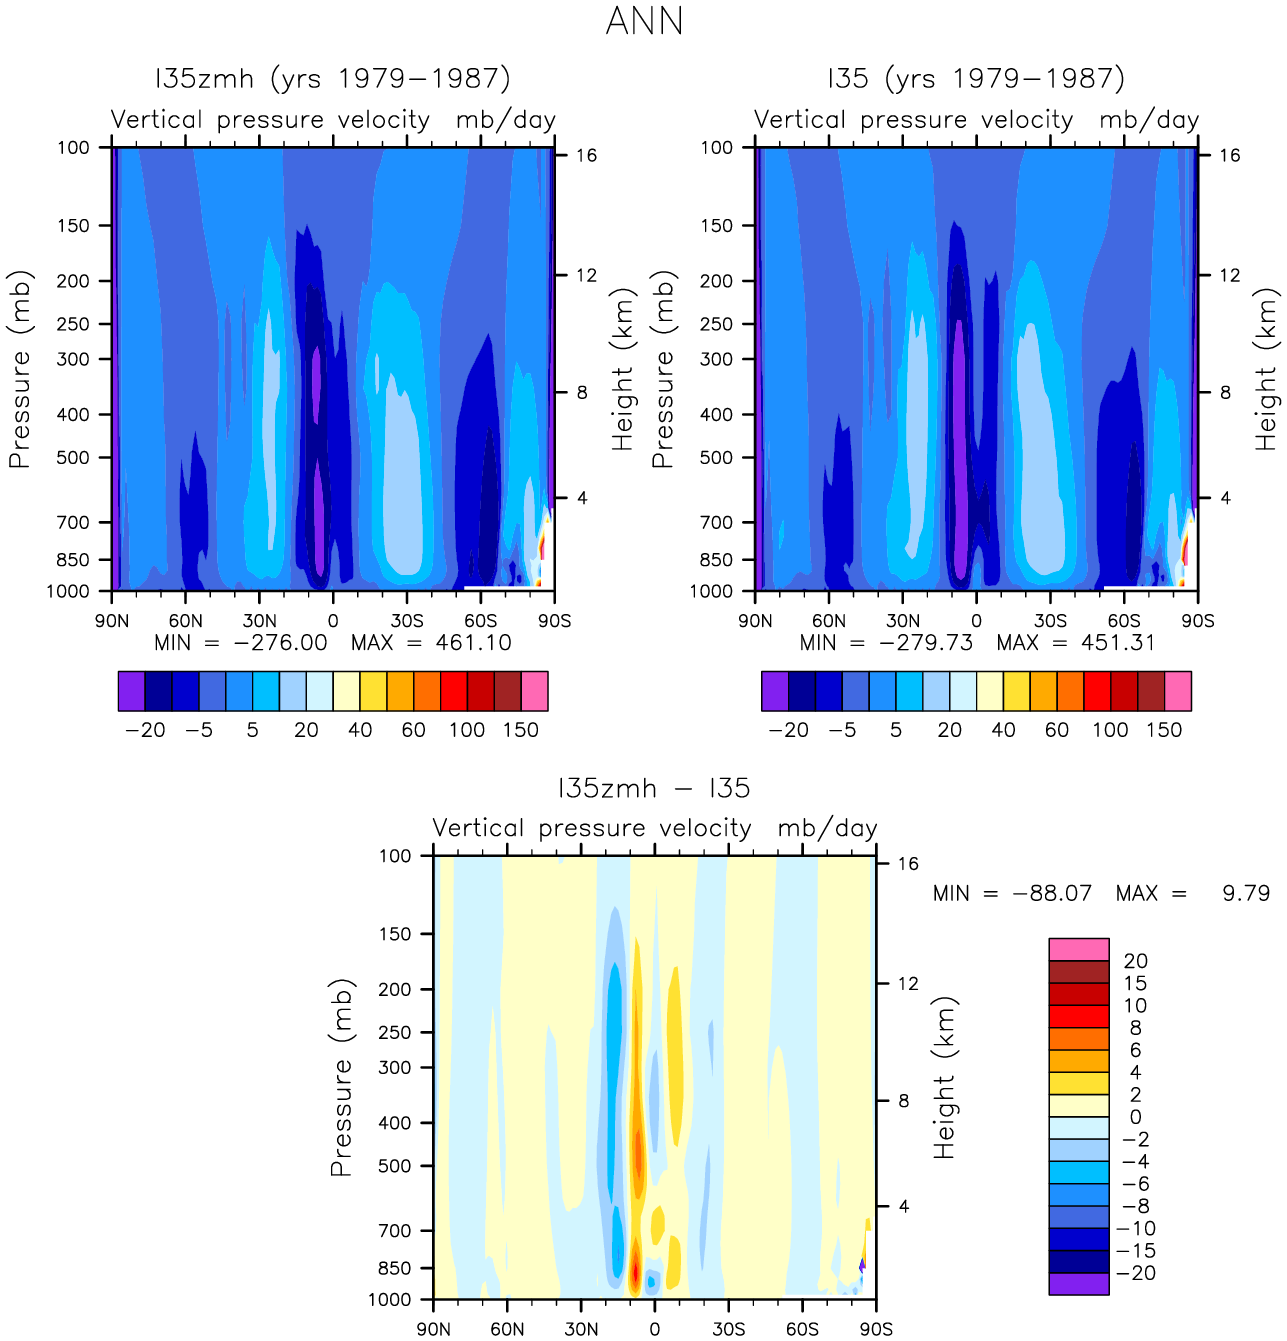 ANN
I35zmh (yrs 1979−1987)
Vertical pressure velocity mb/day
Pressure (mb)
100
150
200
250
300
400
500
700
850
1000
16
12
8
4
Height (km)
90N 60N 30N 0 30S 60S 90S
MIN = −276.00 MAX = 461.10
−20 −5 5 20 40 60 100 150
I35 (yrs 1979−1987)
Vertical pressure velocity mb/day
Pressure (mb)
100
150
200
250
300
400
500
700
850
1000
16
12
8
4
Height (km)
90N 60N 30N 0 30S 60S 90S
MIN = −279.73 MAX = 451.31
−20 −5 5 20 40 60 100 150
I35zmh − I35
Vertical pressure velocity mb/day
Pressure (mb)
100
150
200
250
300
400
500
700
850
1000
16
12
8
4
Height (km)
90N 60N 30N 0 30S 60S 90S
MIN = −88.07 MAX = 9.79
20
15
10
8
6
4
2
0
−2
−4
−6
−8
−10
−15
−20